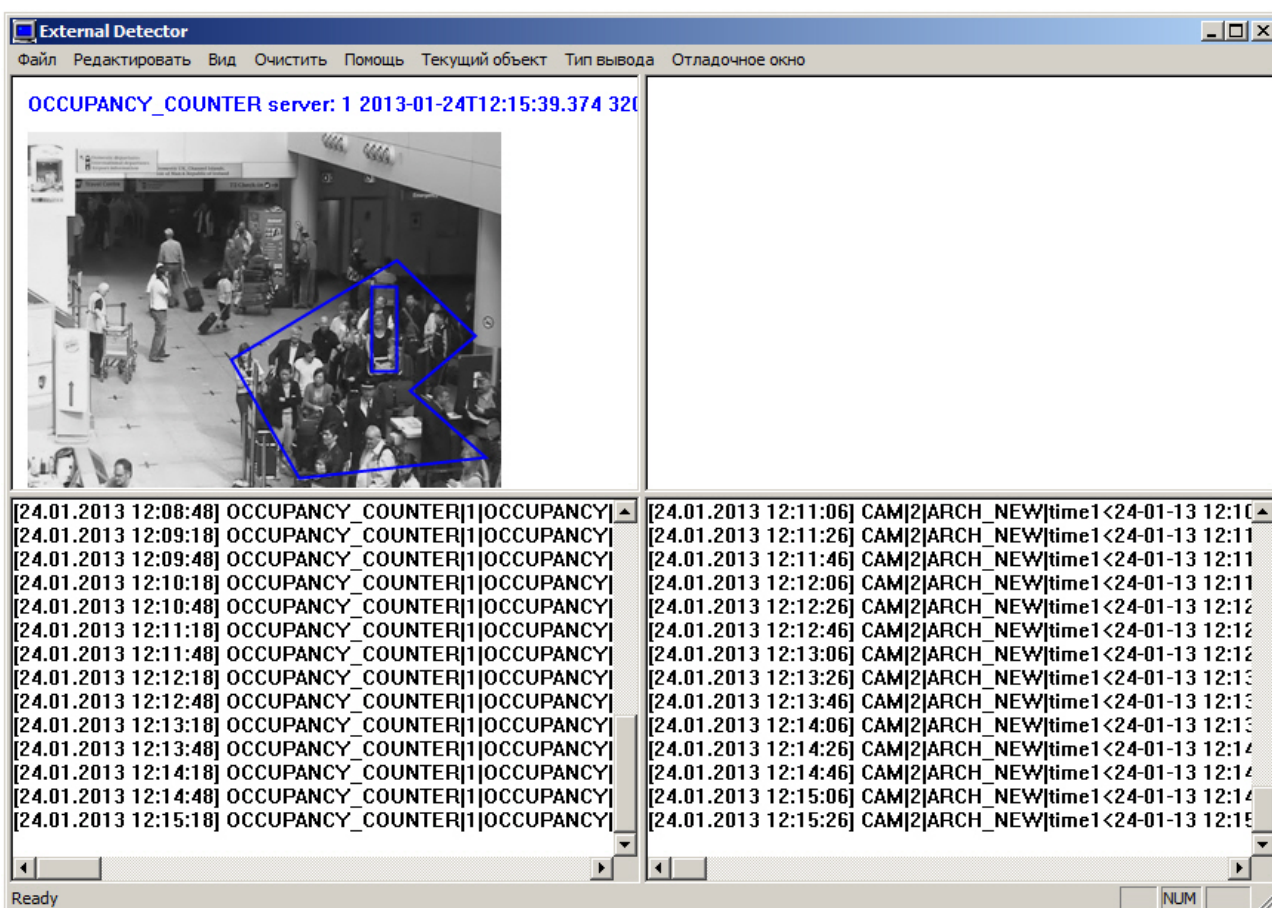 External Detector
Файл Редактировать Вид Очистить Помощь Текущий объект Тип вывода Отладочное окно
OCCUPANCY_COUNTER server: 1 2013-01-24T12:15:39.374 320
[24.01.2013 12:08:48] OCCUPANCY_COUNTER|1|OCCUPANCY|
[24.01.2013 12:09:18] OCCUPANCY_COUNTER|1|OCCUPANCY|
[24.01.2013 12:09:48] OCCUPANCY_COUNTER|1|OCCUPANCY|
[24.01.2013 12:10:18] OCCUPANCY_COUNTER|1|OCCUPANCY|
[24.01.2013 12:10:48] OCCUPANCY_COUNTER|1|OCCUPANCY|
[24.01.2013 12:11:18] OCCUPANCY_COUNTER|1|OCCUPANCY|
[24.01.2013 12:11:48] OCCUPANCY_COUNTER|1|OCCUPANCY|
[24.01.2013 12:12:18] OCCUPANCY_COUNTER|1|OCCUPANCY|
[24.01.2013 12:12:48] OCCUPANCY_COUNTER|1|OCCUPANCY|
[24.01.2013 12:13:18] OCCUPANCY_COUNTER|1|OCCUPANCY|
[24.01.2013 12:13:48] OCCUPANCY_COUNTER|1|OCCUPANCY|
[24.01.2013 12:14:18] OCCUPANCY_COUNTER|1|OCCUPANCY|
[24.01.2013 12:14:48] OCCUPANCY_COUNTER|1|OCCUPANCY|
[24.01.2013 12:15:18] OCCUPANCY_COUNTER|1|OCCUPANCY|
[24.01.2013 12:11:06] CAM|2|ARCH_NEW|time1<24-01-13 12:10
[24.01.2013 12:11:26] CAM|2|ARCH_NEW|time1<24-01-13 12:11
[24.01.2013 12:11:46] CAM|2|ARCH_NEW|time1<24-01-13 12:11
[24.01.2013 12:12:06] CAM|2|ARCH_NEW|time1<24-01-13 12:11
[24.01.2013 12:12:26] CAM|2|ARCH_NEW|time1<24-01-13 12:12
[24.01.2013 12:12:46] CAM|2|ARCH_NEW|time1<24-01-13 12:12
[24.01.2013 12:13:06] CAM|2|ARCH_NEW|time1<24-01-13 12:12
[24.01.2013 12:13:26] CAM|2|ARCH_NEW|time1<24-01-13 12:13
[24.01.2013 12:13:46] CAM|2|ARCH_NEW|time1<24-01-13 12:13
[24.01.2013 12:14:06] CAM|2|ARCH_NEW|time1<24-01-13 12:13
[24.01.2013 12:14:26] CAM|2|ARCH_NEW|time1<24-01-13 12:14
[24.01.2013 12:14:46] CAM|2|ARCH_NEW|time1<24-01-13 12:14
[24.01.2013 12:15:06] CAM|2|ARCH_NEW|time1<24-01-13 12:14
[24.01.2013 12:15:26] CAM|2|ARCH_NEW|time1<24-01-13 12:15
Ready
NUM